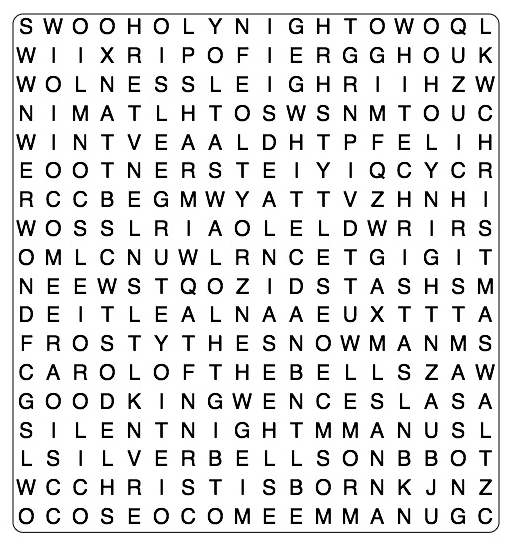 S W O O H O L Y N I G H T O W O Q L
W I I X R I P O F I E R G G H O U K
W O L N E S S L E I G H R I I H Z W
N I M A T L H T O S W S N M T O U C
W I N T V E A A L D H T P F E L I H
E O O T N E R S T E I Y I Q C Y C R
R C C B E G M W Y A T T V Z H N H I
W O S S L R I A O L E L D W R I R S
O M L C N U W L R N C E T G I G I T
N E E W S T Q O Z I D S T A S H S M
D E I T L E A L N A A E U X T T T A
F R O S T Y T H E S N O W M A N M S
C A R O L O F T H E B E L L S Z A W
G O O D K I N G W E N C E S L A S A
S I L E N T N I G H T M M A N U S L
L S I L V E R B E L L S O N B B O T
W C C H R I S T I S B O R N K J N Z
O C O S E O C O M E E M M A N U G C